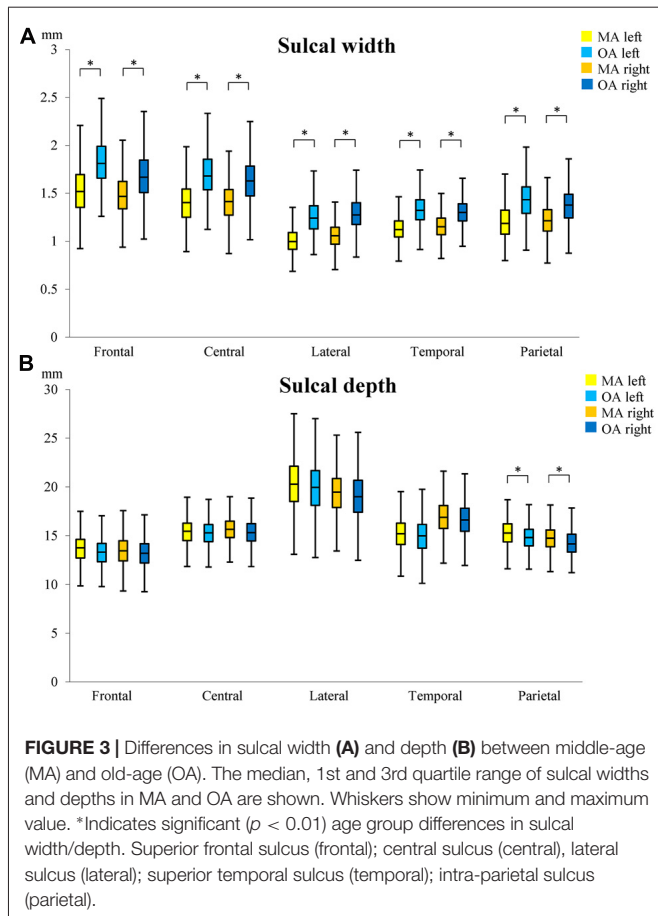 A
mm
Sulcal width
MA left
OA left
MA right
OA right
3
2.5
2
1.5
1
0.5
0
* * * * * * * * * *
Frontal Central Lateral Temporal Parietal
B
mm
Sulcal depth
MA left
OA left
MA right
OA right
30
25
20
15
10
5
0
* *
Frontal Central Lateral Temporal Parietal
FIGURE 3 | Differences in sulcal width (A) and depth (B) between middle-age
(MA) and old-age (OA). The median, 1st and 3rd quartile range of sulcal widths
and depths in MA and OA are shown. Whiskers show minimum and maximum
value. *Indicates significant (p < 0.01) age group differences in sulcal
width/depth. Superior frontal sulcus (frontal); central sulcus (central), lateral
sulcus (lateral); superior temporal sulcus (temporal); intra-parietal sulcus
(parietal).